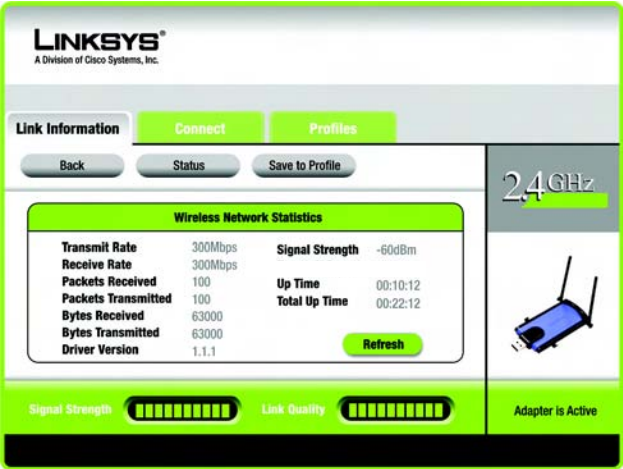 LINKSYS®
A Division of Cisco Systems, Inc.
Link Information Connect Profiles
Back Status Save to Profile
2.4GHz
Wireless Network Statistics
Transmit Rate 300Mbps Signal Strength -60dBm
Receive Rate 300Mbps
Packets Received 100 Up Time 00:10:12
Packets Transmitted 100 Total Up Time 00:22:12
Bytes Received 63000
Bytes Transmitted 63000
Driver Version 1.1.1
Refresh
Signal Strength Link Quality Adapter is Active